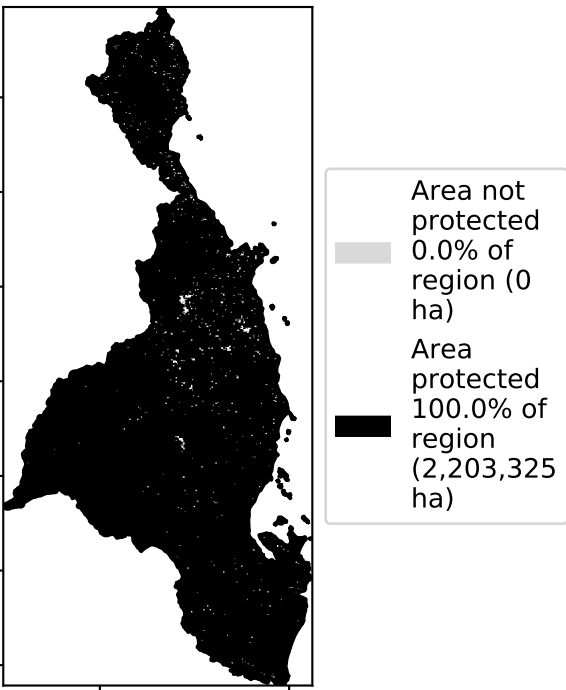 Area not
protected
0.0% of
region (0
ha)
Area
protected
100.0% of
region
(2,203,325
ha)